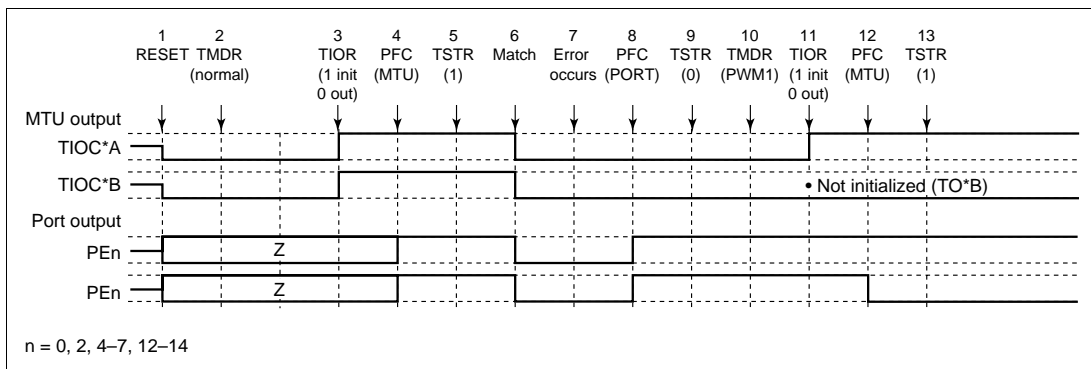 1 2 3 4 5 6 7 8 9 10 11 12 13
RESET TMDR TIOR PFC TSTR Match Error PFC TSTR TMDR TIOR PFC TSTR
(normal) (1 init (MTU) (1) occurs (PORT) (0) (PWM1) (1 init (MTU) (1)
0 out) 0 out)
MTU output
TIOC*A
TIOC*B • Not initialized (TO*B)
Port output
PEn Z
PEn Z
n = 0, 2, 4–7, 12–14